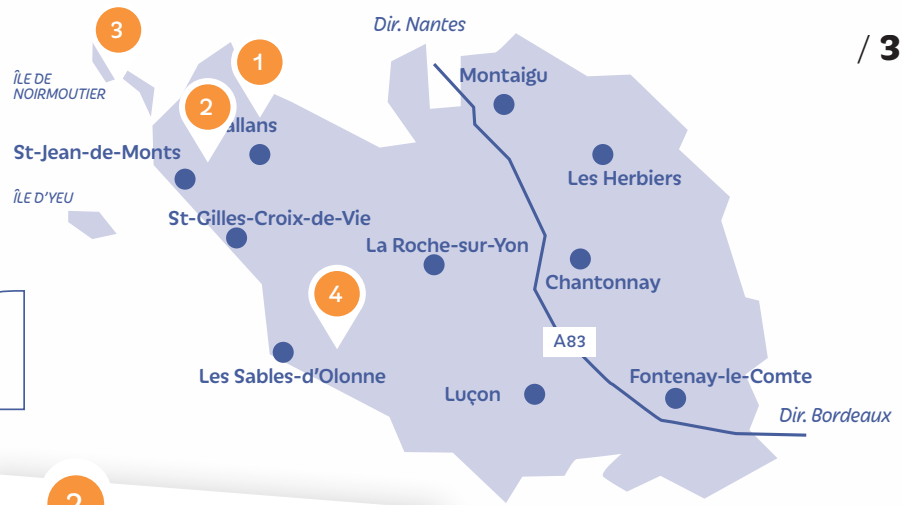 3
Dir. Nantes
/ 3
1
Montaigu
ÎLE DE
NOIRMOUTIER
2
allans
St-Jean-de-Monts
Les Herbiers
ÎLE D'YEU
St-Gilles-Croix-de-Vie
La Roche-sur-Yon
Chantonnay
4
A83
Les Sables-d'Olonne
Fontenay-le-Comte
Luçon
Dir. Bordeaux
2